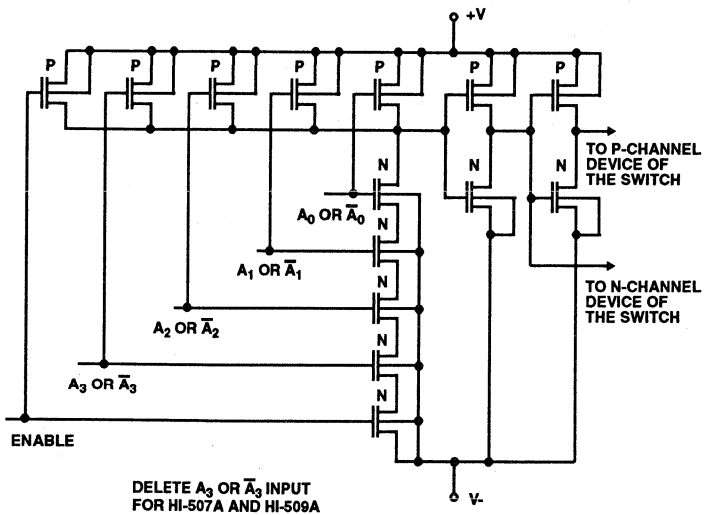 +V
P
P
P
P
P
P
P
TO P-CHANNEL
DEVICE OF
THE SWITCH
N
N
N
A₀ OR A̅₀
N
A₁ OR A̅₁
TO N-CHANNEL
DEVICE OF
THE SWITCH
N
A₂ OR A̅₂
N
A₃ OR A̅₃
N
ENABLE
V-
DELETE A₃ OR A̅₃ INPUT
FOR HI-507A AND HI-509A